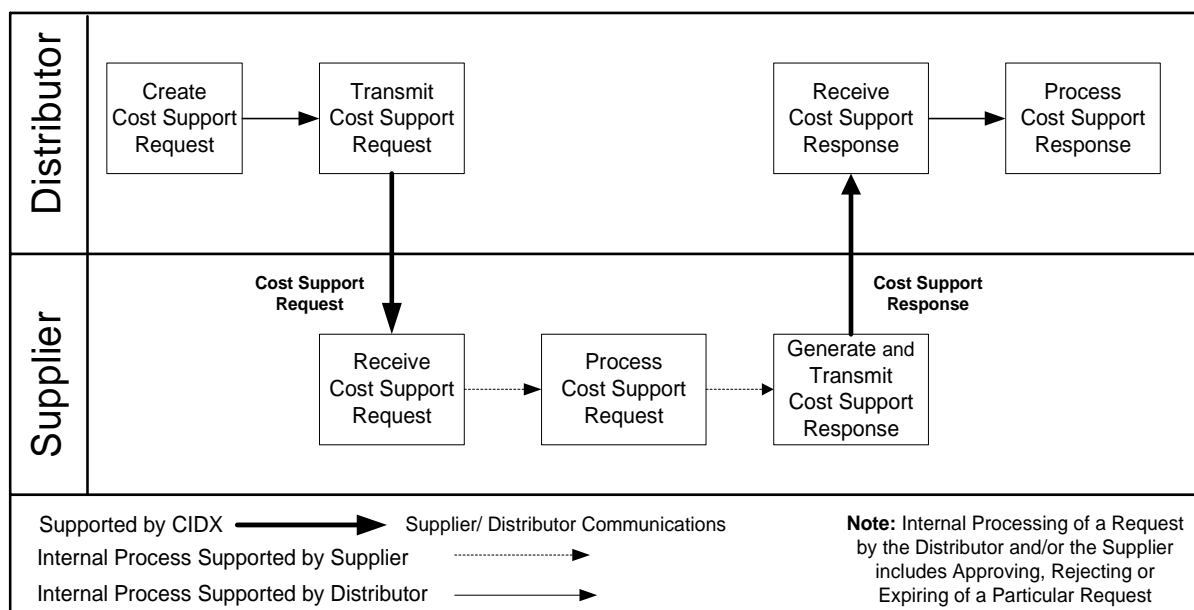 Distributor
Create
Cost Support
Request
Transmit
Cost Support
Request
Receive
Cost Support
Response
Process
Cost Support
Response
Supplier
Cost Support
Request
Cost Support
Response
Receive
Cost Support
Request
Process
Cost Support
Request
Generate and
Transmit
Cost Support
Response
Supported by CIDX
Supplier/ Distributor Communications
Internal Process Supported by Supplier
Internal Process Supported by Distributor
Note: Internal Processing of a Request
by the Distributor and/or the Supplier
includes Approving, Rejecting or
Expiring of a Particular Request